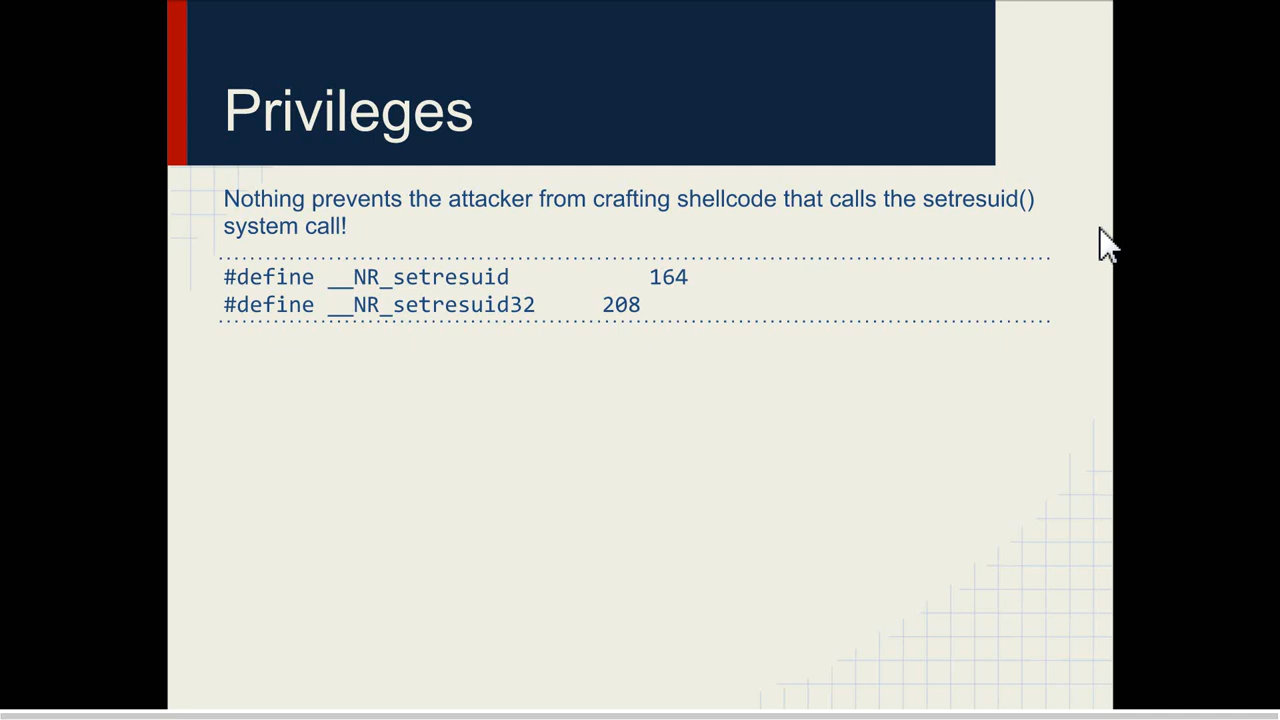 Privileges
Nothing prevents the attacker from crafting shellcode that calls the setresuid()
system call!
#define __NR_setresuid 164
#define __NR_setresuid32 208